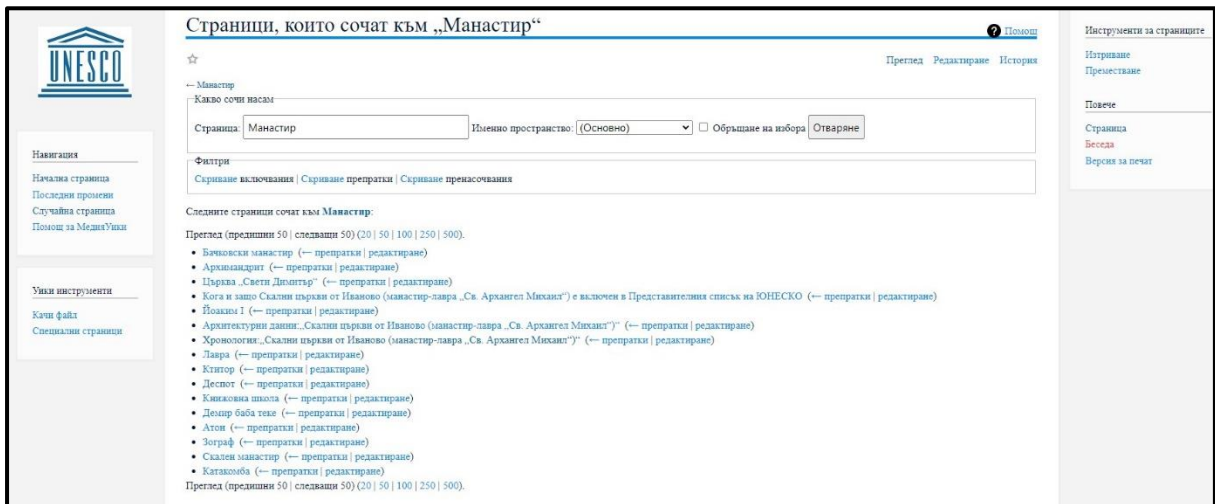 UNESCO
Навигация
Начална страница
Последни промени
Случайна страница
Помощ за МедияУики
Уики инструменти
Качи файл
Специални страници
Страници, които сочат към „Манастир“
Помощ
Преглед Редактиране История
← Манастир
Какво сочи насам
Страница: Манастир Именно пространство: (Основно) Обръщане на избора Отваряне
Филтри
Скриване включвания | Скриване препратки | Скриване пренасочвания
Следните страници сочат към Манастир:
Преглед (предишни 50 | следващи 50) (20 | 50 | 100 | 250 | 500).
Бачковски манастир (← препратки | редактиране)
Архимандрит (← препратки | редактиране)
Църква „Свети Димитър“ (← препратки | редактиране)
Кога и защо Скални църкви от Иваново (манастир-лавра „Св. Архангел Михаил“) е включен в Представителния списък на ЮНЕСКО (← препратки | редактиране)
Йоаким I (← препратки | редактиране)
Архитектурни данни:„Скални църкви от Иваново (манастир-лавра „Св. Архангел Михаил“)“ (← препратки | редактиране)
Хронология:„Скални църкви от Иваново (манастир-лавра „Св. Архангел Михаил“)“ (← препратки | редактиране)
Лавра (← препратки | редактиране)
Ктитор (← препратки | редактиране)
Деспот (← препратки | редактиране)
Книжовна школа (← препратки | редактиране)
Демир баба теке (← препратки | редактиране)
Атон (← препратки | редактиране)
Зограф (← препратки | редактиране)
Скален манастир (← препратки | редактиране)
Катакомба (← препратки | редактиране)
Преглед (предишни 50 | следващи 50) (20 | 50 | 100 | 250 | 500).
Инструменти за страниците
Изтриване
Преместване
Повече
Страница
Беседа
Версия за печат